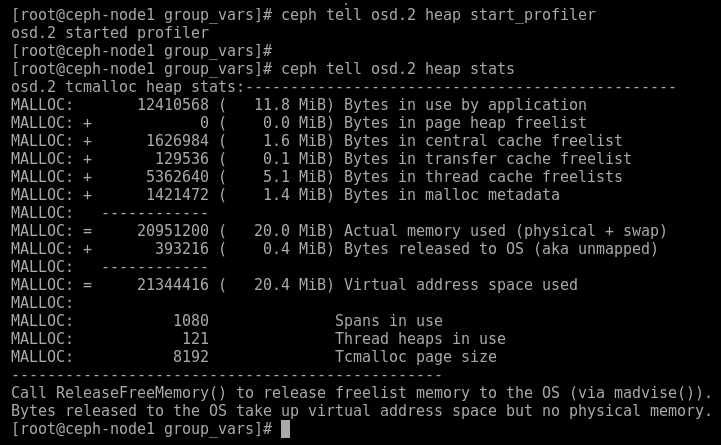 [root@ceph-node1 group_vars]# ceph tell osd.2 heap start_profiler
osd.2 started profiler
[root@ceph-node1 group_vars]#
[root@ceph-node1 group_vars]# ceph tell osd.2 heap stats
osd.2 tcmalloc heap stats:------------------------------------------------
MALLOC:       12410568 (   11.8 MiB) Bytes in use by application
MALLOC: +            0 (    0.0 MiB) Bytes in page heap freelist
MALLOC: +      1626984 (    1.6 MiB) Bytes in central cache freelist
MALLOC: +       129536 (    0.1 MiB) Bytes in transfer cache freelist
MALLOC: +      5362640 (    5.1 MiB) Bytes in thread cache freelists
MALLOC: +      1421472 (    1.4 MiB) Bytes in malloc metadata
MALLOC:   ------------
MALLOC: =     20951200 (   20.0 MiB) Actual memory used (physical + swap)
MALLOC: +       393216 (    0.4 MiB) Bytes released to OS (aka unmapped)
MALLOC:   ------------
MALLOC: =     21344416 (   20.4 MiB) Virtual address space used
MALLOC:
MALLOC:           1080              Spans in use
MALLOC:            121              Thread heaps in use
MALLOC:           8192              Tcmalloc page size
------------------------------------------------
Call ReleaseFreeMemory() to release freelist memory to the OS (via madvise()).
Bytes released to the OS take up virtual address space but no physical memory.
[root@ceph-node1 group_vars]#